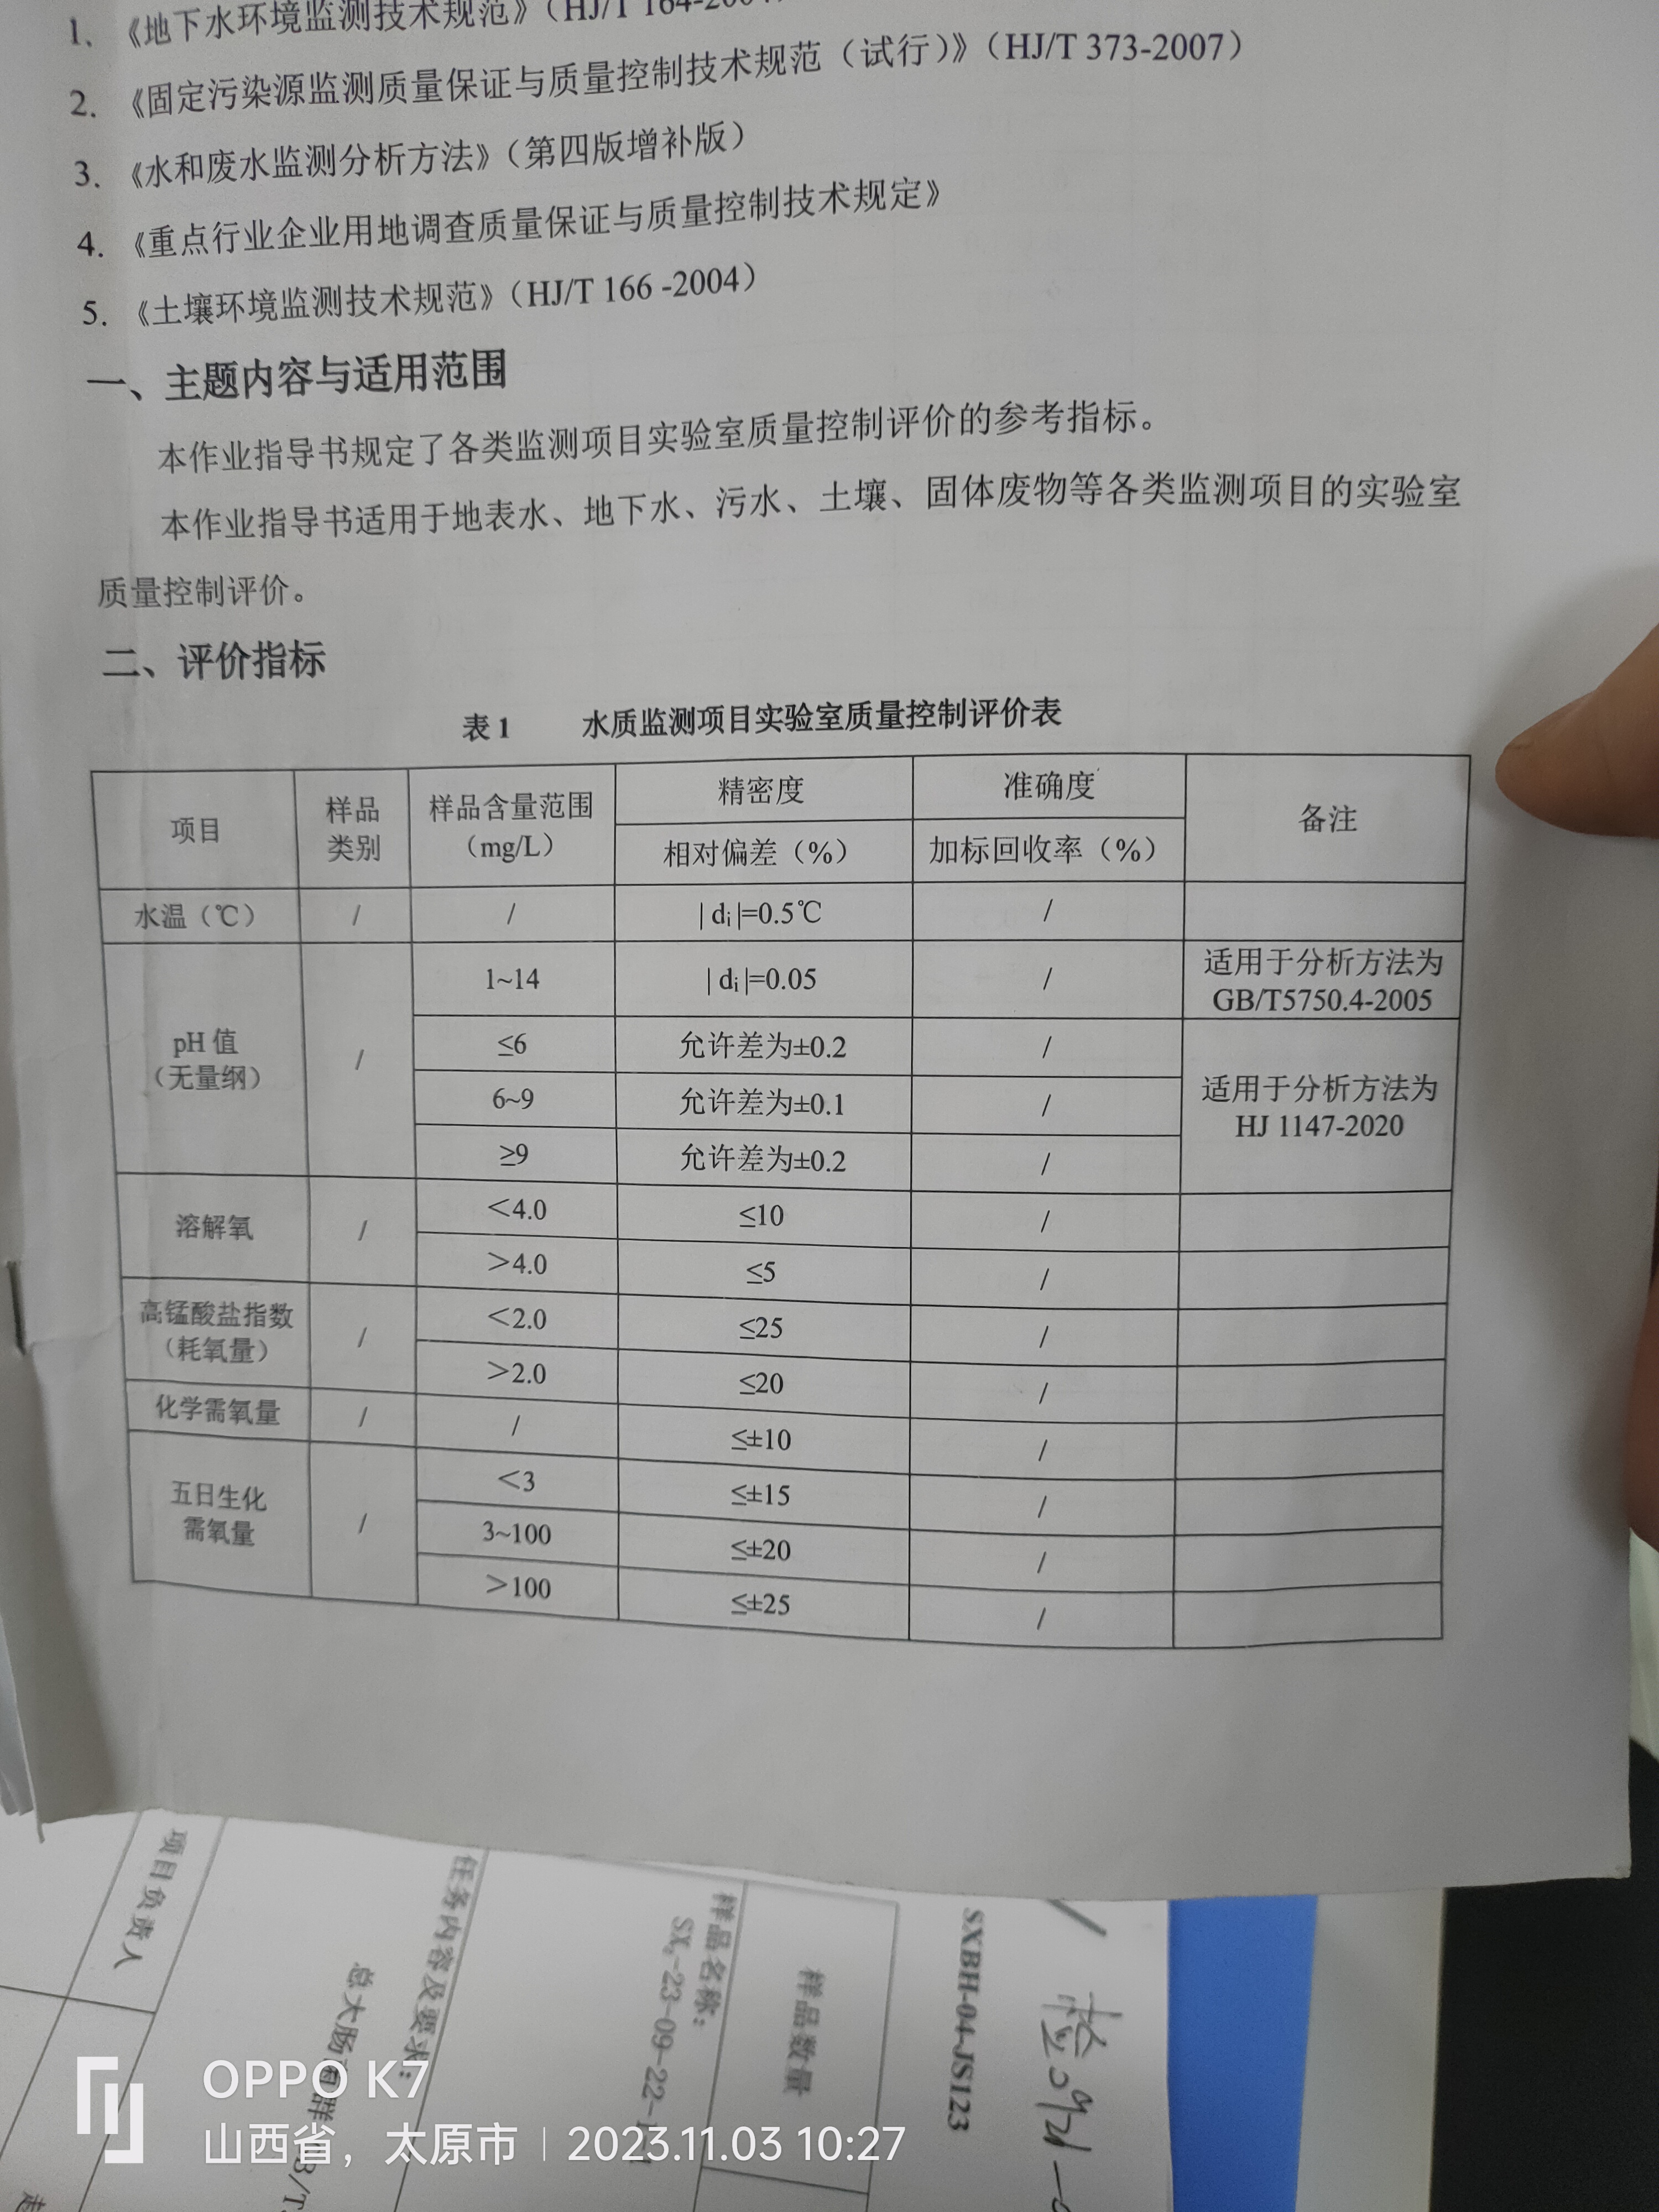 1. 《地下水环境监测技术规范》（HJ/T 164-2004
2. 《固定污染源监测质量保证与质量控制技术规范（试行）》（HJ/T 373-2007）
3. 《水和废水监测分析方法》（第四版增补版）
4. 《重点行业企业用地调查质量保证与质量控制技术规定》
5. 《土壤环境监测技术规范》（HJ/T 166 -2004）
一、主题内容与适用范围
本作业指导书规定了各类监测项目实验室质量控制评价的参考指标。
本作业指导书适用于地表水、地下水、污水、土壤、固体废物等各类监测项目的实验室
质量控制评价。
二、评价指标
表 1 水质监测项目实验室质量控制评价表
项目 样品类别 样品含量范围（mg/L） 精密度 准确度 备注
相对偏差（%） 加标回收率（%）
水温（℃） / / | di |=0.5℃ /
pH 值（无量纲） / 1~14 | di |=0.05 / 适用于分析方法为 GB/T5750.4-2005
≤6 允许差为±0.2 / 适用于分析方法为 HJ 1147-2020
6~9 允许差为±0.1 /
≥9 允许差为±0.2 /
溶解氧 / ＜4.0 ≤10 /
＞4.0 ≤5 /
高锰酸盐指数（耗氧量） / ＜2.0 ≤25 /
＞2.0 ≤20 /
化学需氧量 / / ≤±10 /
五日生化需氧量 / ＜3 ≤±15 /
3~100 ≤±20 /
＞100 ≤±25 /
项目负责人
任务内容及要求：
总大肠菌群
样品名称：
样品数量
SXBH-04-JS123
OPPO K7
山西省，太原市 | 2023.11.03 10:27